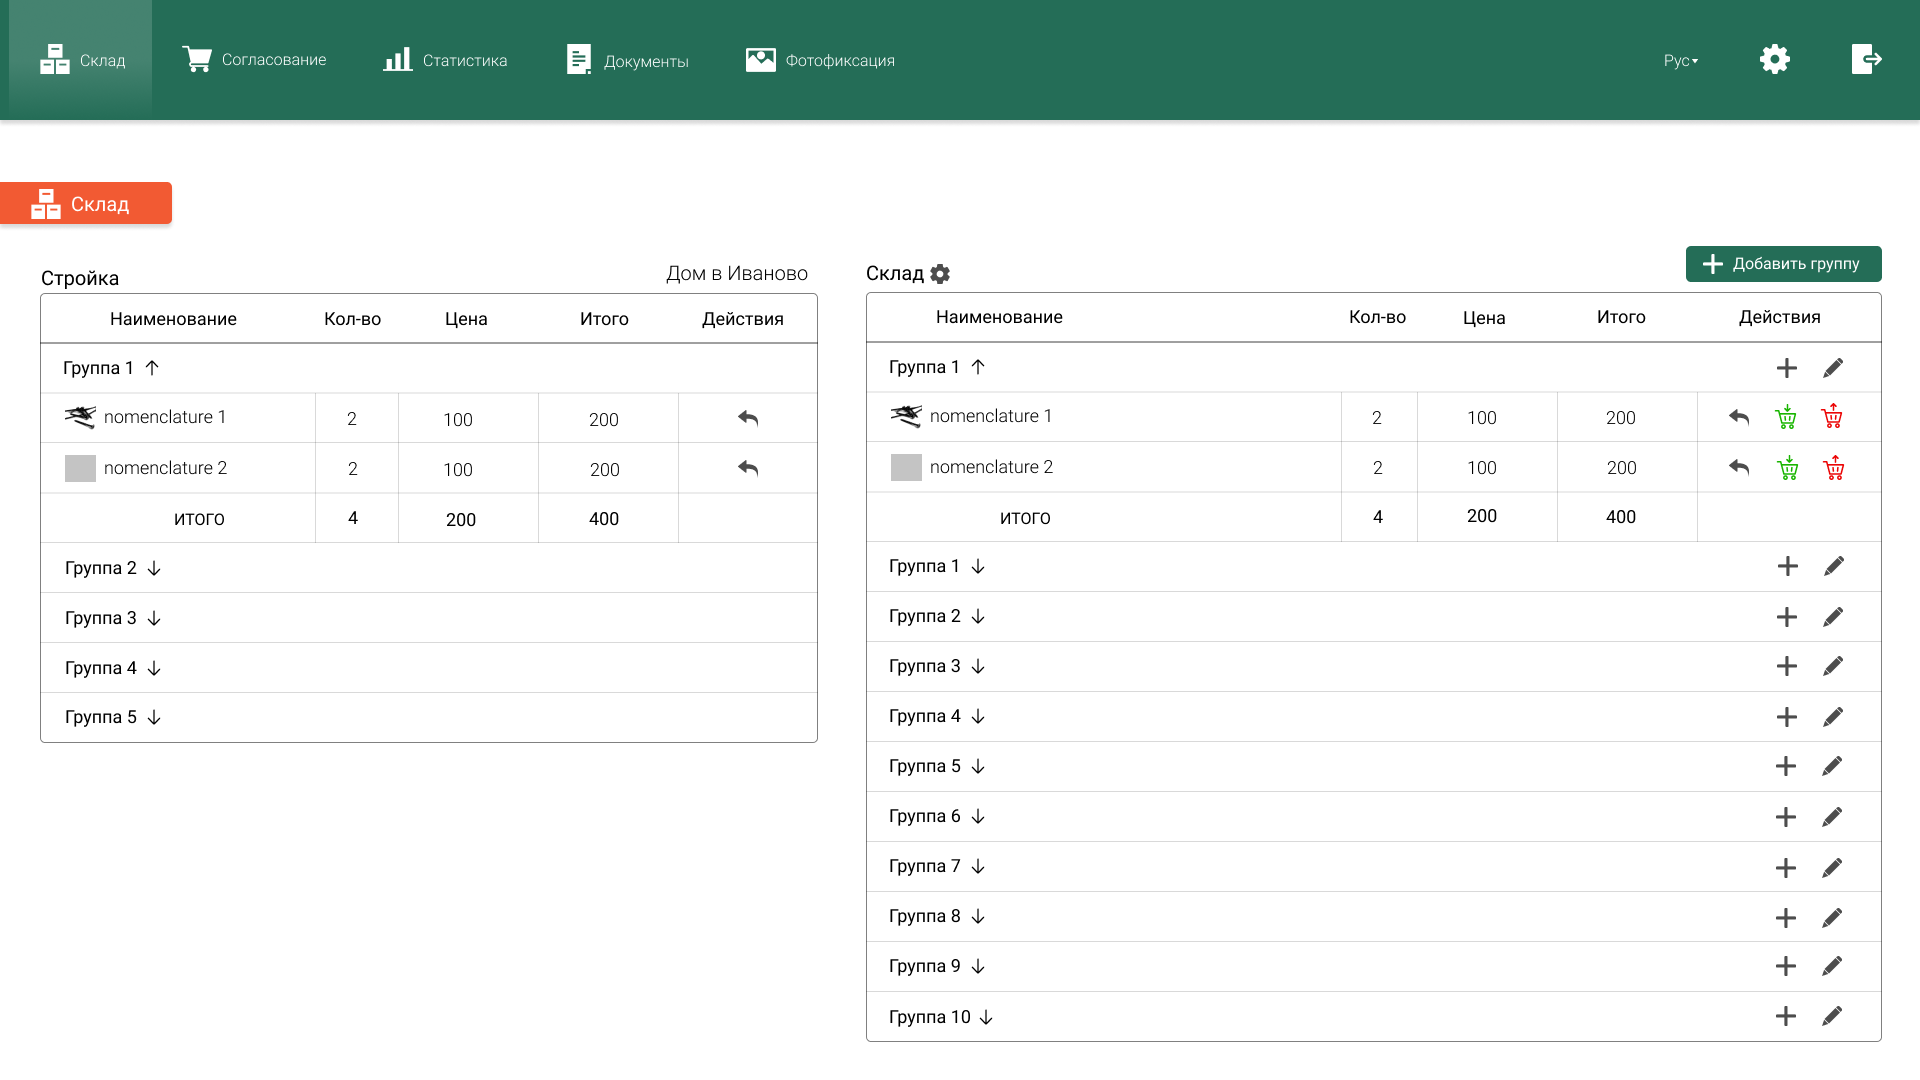 Склад Согласование Статистика Документы Фотофиксация Рус
Склад
Стройка Дом в Иваново
Наименование Кол-во Цена Итого Действия
Группа 1
nomenclature 1 2 100 200
nomenclature 2 2 100 200
ИТОГО 4 200 400
Группа 2
Группа 3
Группа 4
Группа 5
Склад Добавить группу
Наименование Кол-во Цена Итого Действия
Группа 1
nomenclature 1 2 100 200
nomenclature 2 2 100 200
ИТОГО 4 200 400
Группа 1
Группа 2
Группа 3
Группа 4
Группа 5
Группа 6
Группа 7
Группа 8
Группа 9
Группа 10